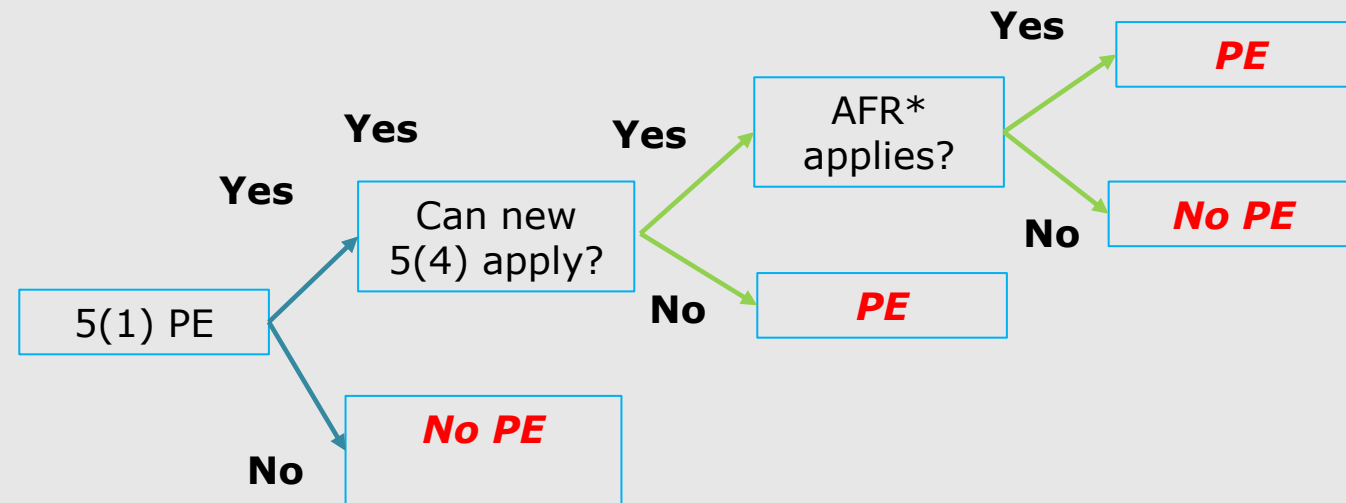 Yes
PE
AFR*
applies?
Yes
Yes
Yes
No PE
Can new
5(4) apply?
No
PE
No
5(1) PE
No PE
No